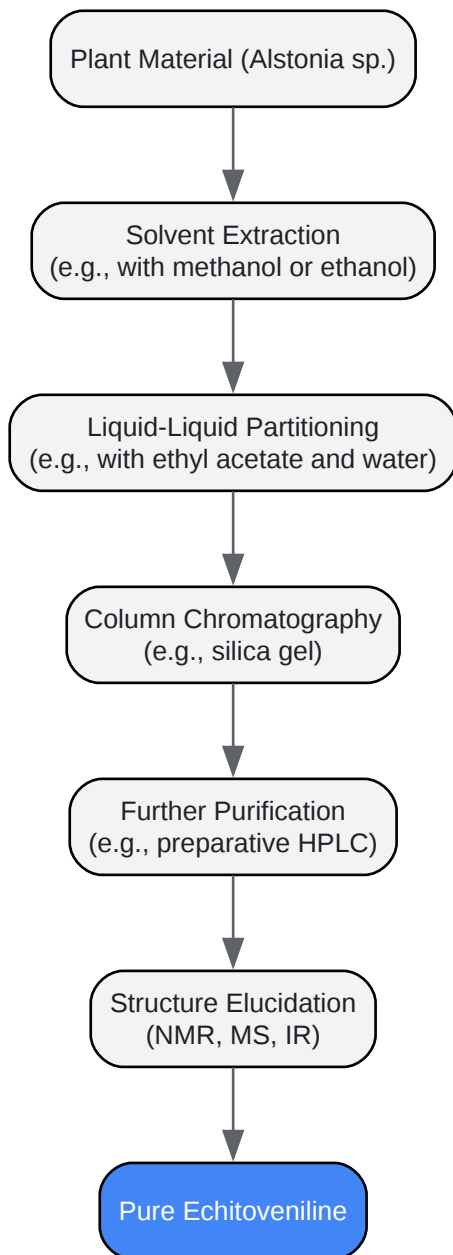 Plant Material (Alstonia sp.)
Solvent Extraction
(e.g., with methanol or ethanol)
Liquid-Liquid Partitioning
(e.g., with ethyl acetate and water)
Column Chromatography
(e.g., silica gel)
Further Purification
(e.g., preparative HPLC)
Structure Elucidation
(NMR, MS, IR)
Pure Echitoveniline